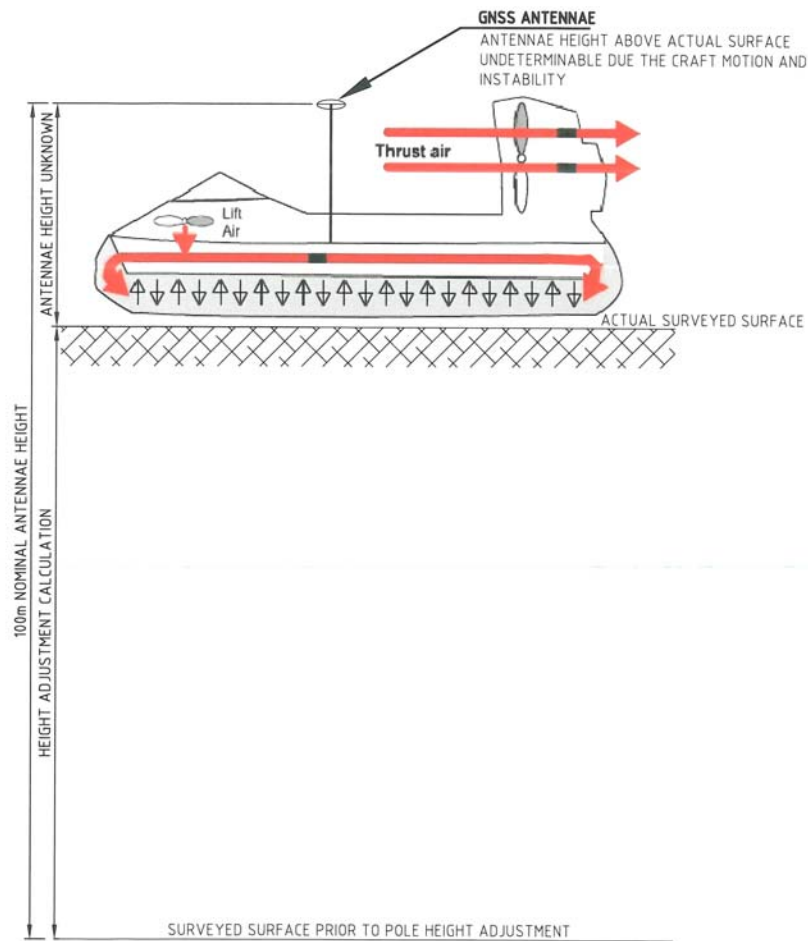 GNSS ANTENNAE
ANTENNAE HEIGHT ABOVE ACTUAL SURFACE
UNDETERMINABLE DUE THE CRAFT MOTION AND
INSTABILITY
Thrust air
Lift
Air
ANTENNAE HEIGHT UNKNOWN
ACTUAL SURVEYED SURFACE
100m NOMINAL ANTENNAE HEIGHT
HEIGHT ADJUSTMENT CALCULATION
SURVEYED SURFACE PRIOR TO POLE HEIGHT ADJUSTMENT